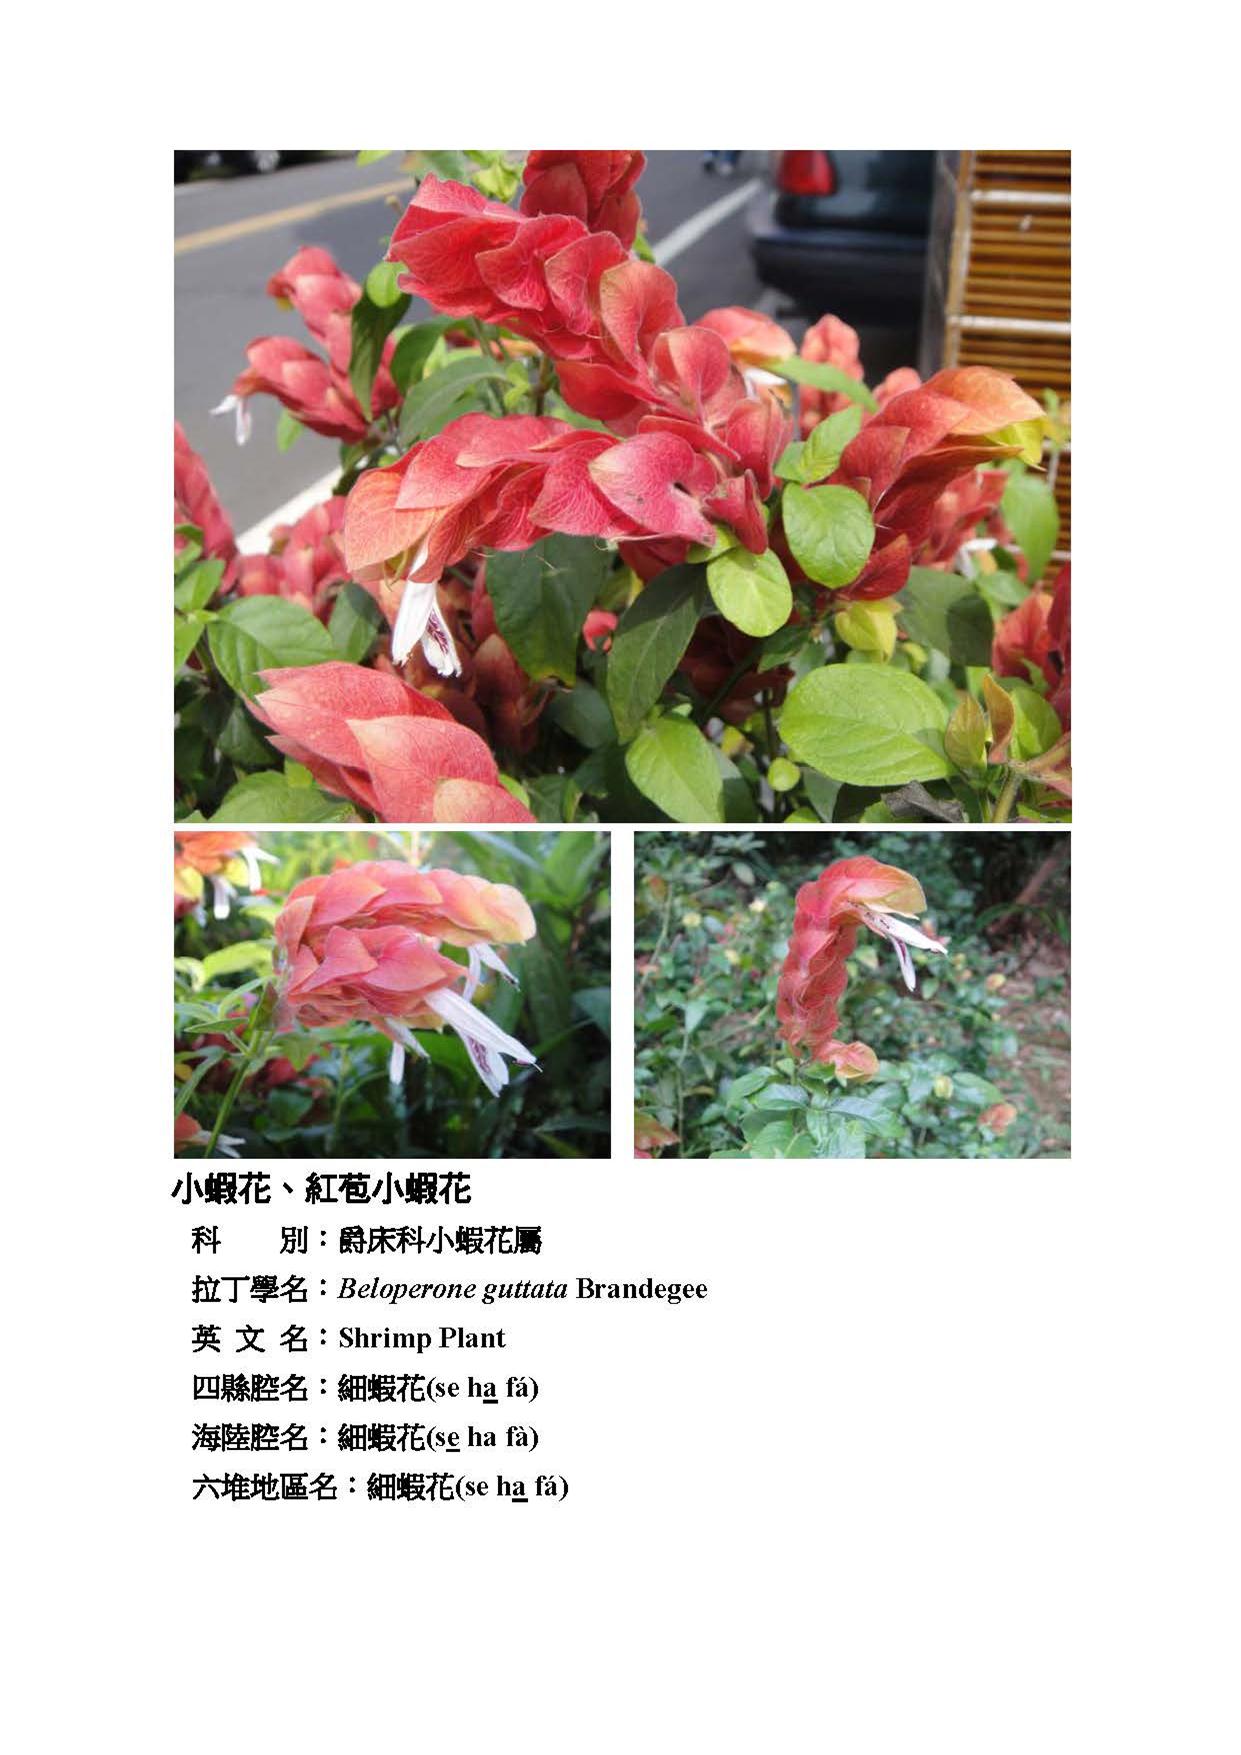 小蝦花、紅苞小蝦花
科　　別：爵床科小蝦花屬
拉丁學名：Beloperone guttata Brandegee
英 文 名：Shrimp Plant
四縣腔名：細蝦花(se ha fá)
海陸腔名：細蝦花(se ha fà)
六堆地區名：細蝦花(se ha fá)